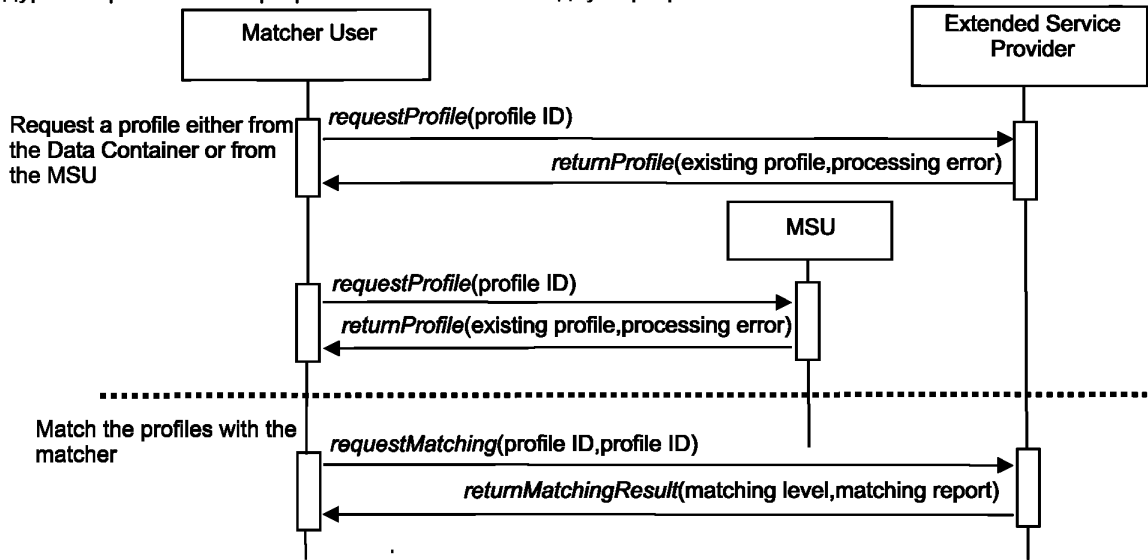 Matcher User
Extended Service
Provider
Request a profile either from
the Data Container or from
the MSU
requestProfile(profile ID)
returnProfile(existing profile,processing error)
MSU
requestProfile(profile ID)
returnProfile(existing profile,processing error)
Match the profiles with the
matcher
requestMatching(profile ID,profile ID)
returnMatchingResult(matching level,matching report)